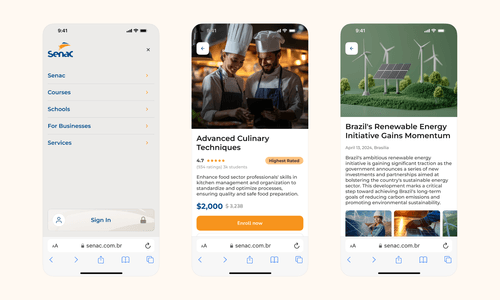 9:41
Senac
Senac
Courses
Schools
For Businesses
Services
Sign In
AA
senac.com.br
9:41
Advanced Culinary
Techniques
4.7
Highest Rated
(554 ratings) 3k students
Enhance food sector professionals' skills in
kitchen management and organization to
standardize and optimize processes,
ensuring quality and safe food preparation.
$2,000
$ 3,238
Enroll now
AA
senac.com.br
9:41
Brazil's Renewable Energy
Initiative Gains Momentum
April 13, 2024, Brasilia
Brazil's ambitious renewable energy
initiative is gaining significant traction as the
government announces a series of new
investments and partnerships aimed at
bolstering the country's sustainable energy
sector. This development marks a critical
step toward achieving Brazil's long-term
goals of reducing carbon emissions and
promoting environmental sustainability.
AA
senac.com.br